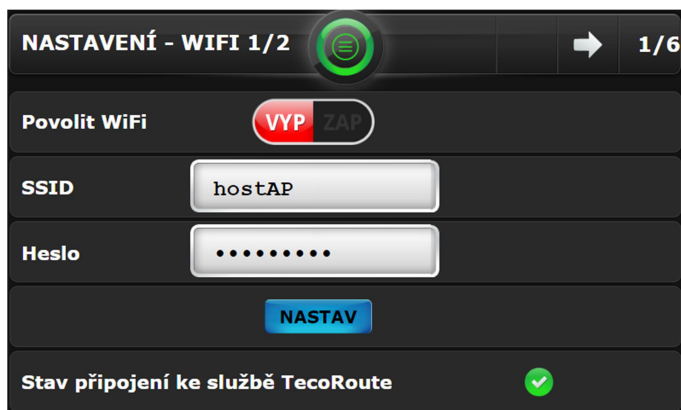 NASTAVENÍ - WIFI 1/2 1/6
Povolit WiFi VYP ZAP
SSID hostAP
Heslo •••••••••
NASTAV
Stav připojení ke službě TecoRoute